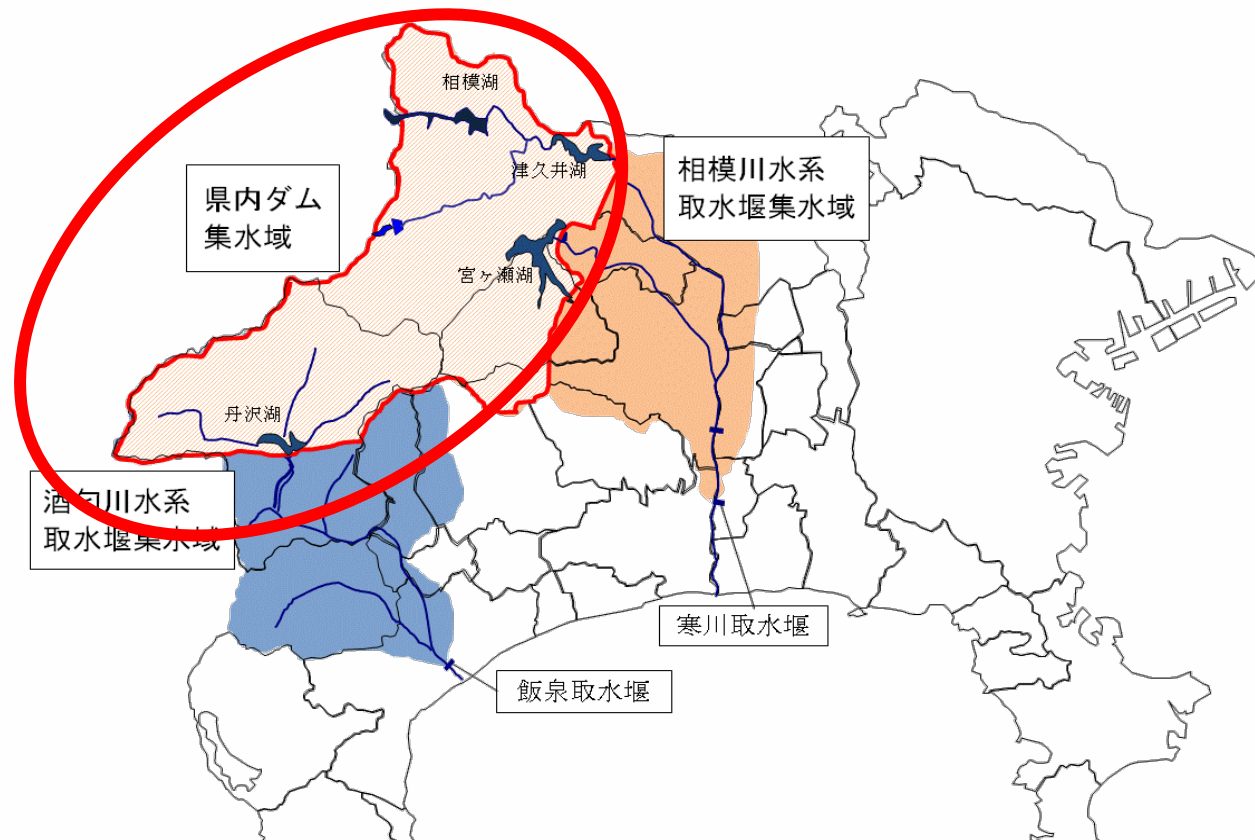 相模湖
津久井湖
相模川水系
取水堰集水域
県内ダム
集水域
宮ヶ瀬湖
丹沢湖
酒匂川水系
取水堰集水域
寒川取水堰
飯泉取水堰